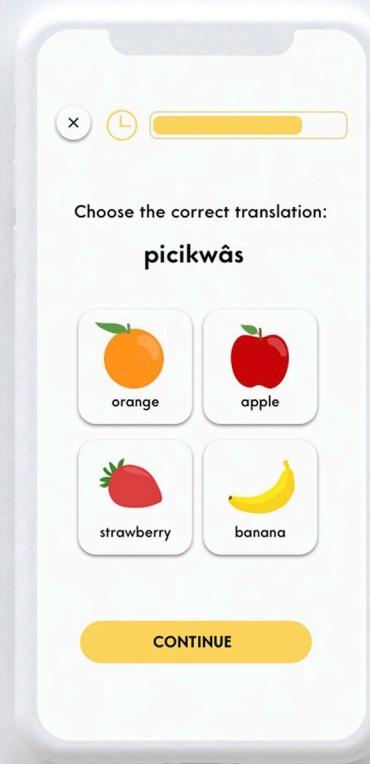 Choose the correct translation:
picikwâs
orange
apple
strawberry
banana
CONTINUE